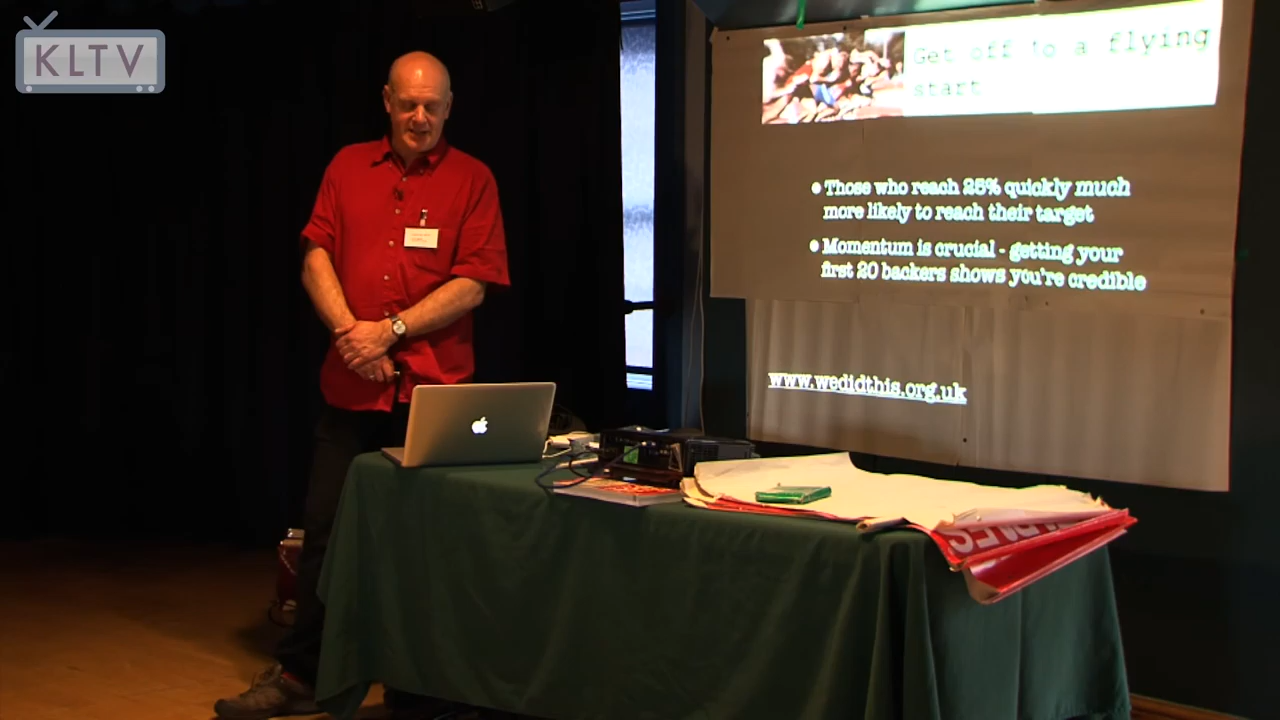 KLTV
Get off to a flying
start
• Those who reach 25% quickly much
more likely to reach their target
• Momentum is crucial - getting your
first 20 backers shows you're credible
www.wedidthis.org.uk